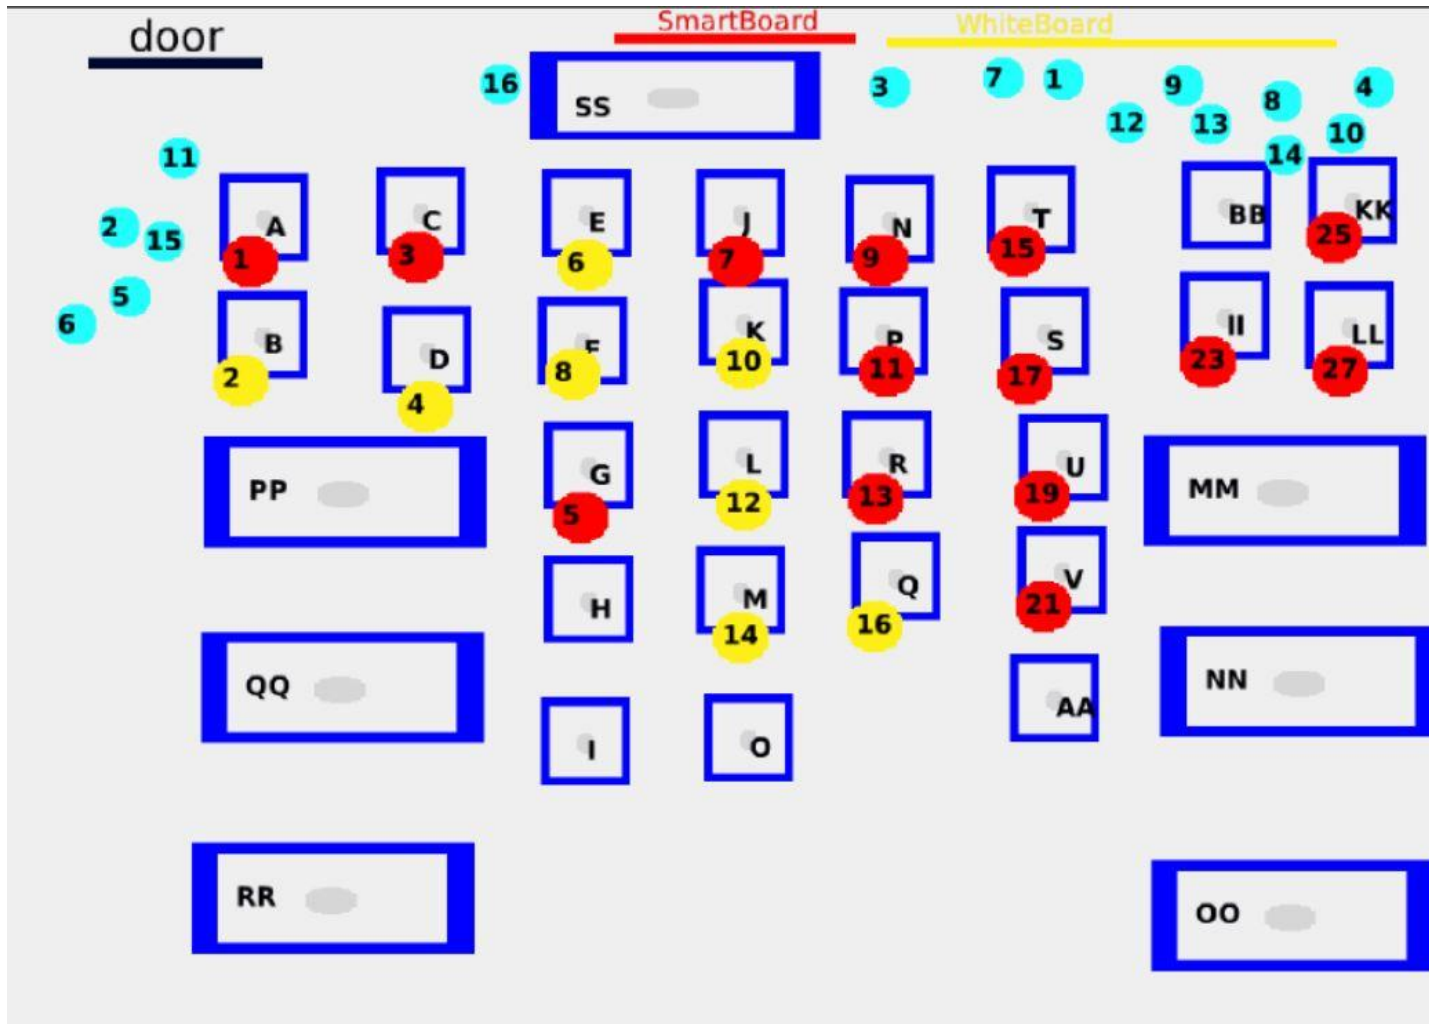 SmartBoard
WhiteBoard
door
16
SS
3
7
1
9
8
4
12
13
10
14
11
2
15
5
6
A
C
E
J
N
T
BB
KK
1
3
6
7
9
15
25
B
D
F
K
P
S
II
LL
2
4
8
10
11
17
23
27
PP
G
L
R
U
MM
5
12
13
19
H
M
Q
V
14
16
21
QQ
NN
AA
I
O
RR
OO